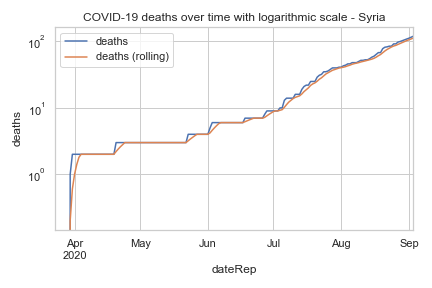 COVID-19 deaths over time with logarithmic scale - Syria
deaths
deaths (rolling)
deaths
10²
10¹
10⁰
Apr May Jun Jul Aug Sep
2020
dateRep